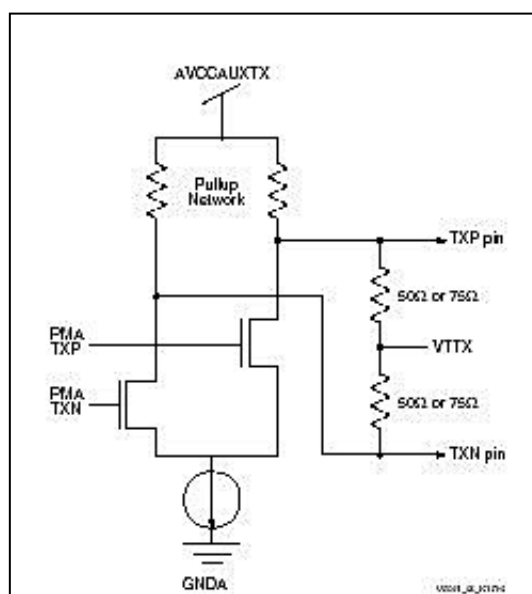 AVCCAUXTX
Pullup
Network
TXP pin
50Ω or 75Ω
PMA
TXP
VTTX
PMA
TXN
50Ω or 75Ω
TXN pin
GNDA